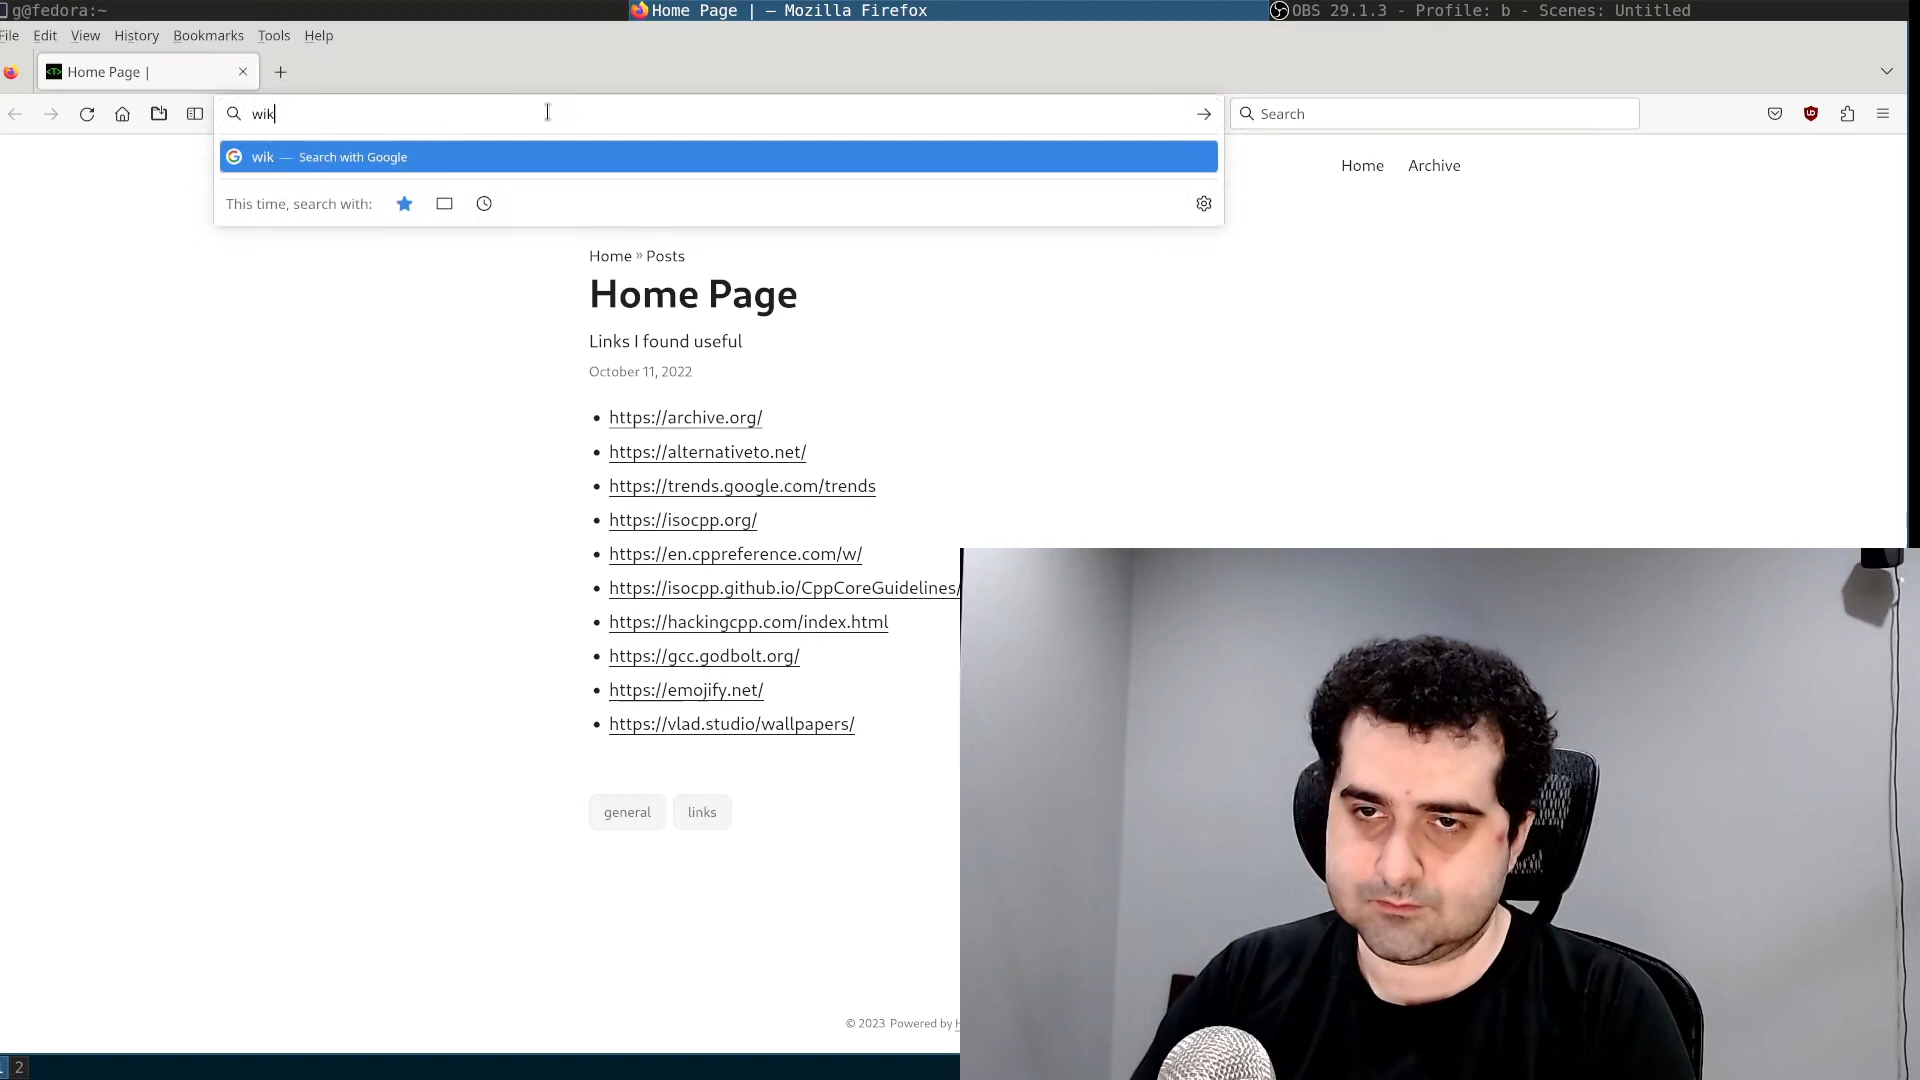 g@fedora:~
Home Page | — Mozilla Firefox
OBS 29.1.3 - Profile: b - Scenes: Untitled
File Edit View History Bookmarks Tools Help
Home Page |
wik
Search
wik — Search with Google
This time, search with:
Home Archive
Home » Posts
Home Page
Links I found useful
October 11, 2022
https://archive.org/
https://alternativeto.net/
https://trends.google.com/trends
https://isocpp.org/
https://en.cppreference.com/w/
https://isocpp.github.io/CppCoreGuidelines/
https://hackingcpp.com/index.html
https://gcc.godbolt.org/
https://emojify.net/
https://vlad.studio/wallpapers/
general links
© 2023 Powered by
2